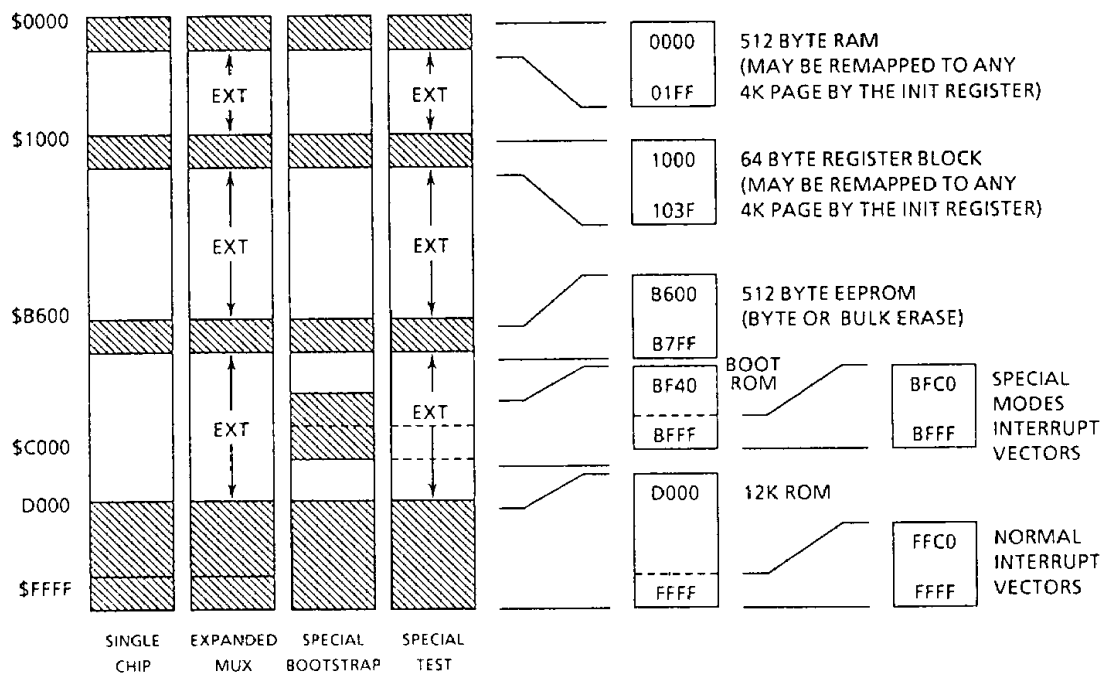 $0000
$1000
$B600
$C000
D000
$FFFF
EXT
EXT
EXT
EXT
EXT
EXT
SINGLE
CHIP
EXPANDED
MUX
SPECIAL
BOOTSTRAP
SPECIAL
TEST
0000
01FF
512 BYTE RAM
(MAY BE REMAPPED TO ANY
4K PAGE BY THE INIT REGISTER)
1000
103F
64 BYTE REGISTER BLOCK
(MAY BE REMAPPED TO ANY
4K PAGE BY THE INIT REGISTER)
B600
B7FF
512 BYTE EEPROM
(BYTE OR BULK ERASE)
BOOT
ROM
BF40
BFFF
BFC0
BFFF
SPECIAL
MODES
INTERRUPT
VECTORS
D000
FFFF
12K ROM
FFC0
FFFF
NORMAL
INTERRUPT
VECTORS